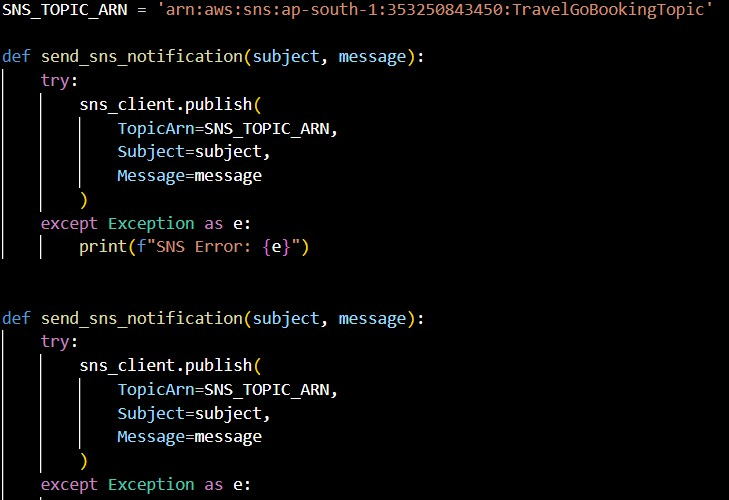 SNS_TOPIC_ARN = 'arn:aws:sns:ap-south-1:353250843450:TravelGoBookingTopic'
def send_sns_notification(subject, message):
    try:
        sns_client.publish(
            TopicArn=SNS_TOPIC_ARN,
            Subject=subject,
            Message=message
        )
    except Exception as e:
        print(f"SNS Error: {e}")
def send_sns_notification(subject, message):
    try:
        sns_client.publish(
            TopicArn=SNS_TOPIC_ARN,
            Subject=subject,
            Message=message
        )
    except Exception as e: